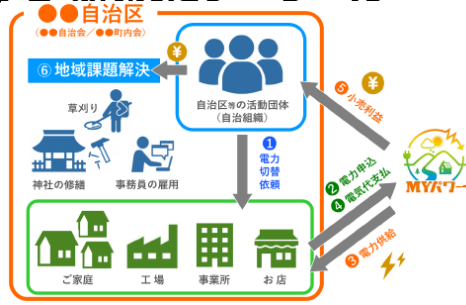 ●●自治区
(●●自治会/●●町内会)
¥
⑥ 地域課題解決
草刈り
神社の修繕
事務員の雇用
自治区等の活動団体
(自治組織)
❶
電力
切替
依頼
¥
❺ 小売利益
❷ 電力申込
❹ 電気代支払
MYパワー
❸ 電力供給
ご家庭
工場
事業所
お店